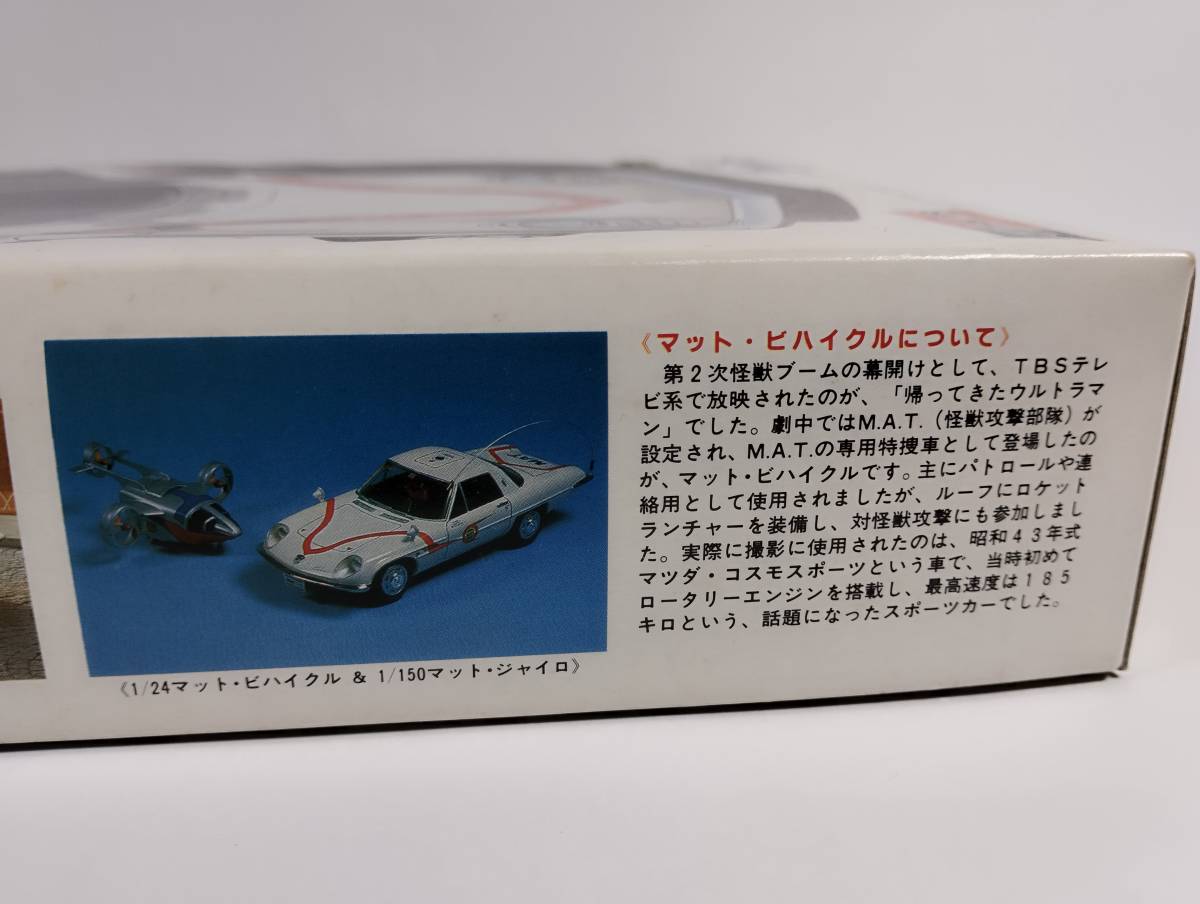 《マット・ビハイクルについて》
第2次怪獣ブームの幕開けとして、TBSテレ
ビ系で放映されたのが、「帰ってきたウルトラマ
ン」でした。劇中ではM.A.T.(怪獣攻撃部隊)が
設定され、M.A.T.の専用特捜車として登場したの
が、マット・ビハイクルです。主にパトロールや連
絡用として使用されましたが、ルーフにロケット
ランチャーを装備し、対怪獣攻撃にも参加しまし
た。実際に撮影に使用されたのは、昭和43年式
マツダ・コスモスポーツという車で、当時初めて
ロータリーエンジンを搭載し、最高速度は185
キロという、話題になったスポーツカーでした。
《1/24マット・ビハイクル & 1/150マット・ジャイロ》